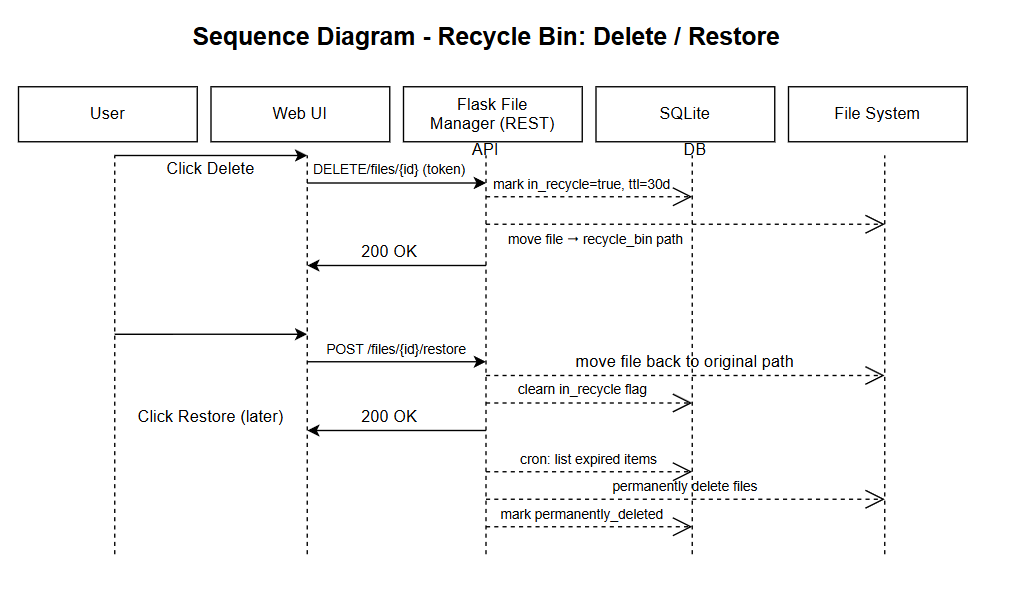 Sequence Diagram - Recycle Bin: Delete / Restore
User
Web UI
Flask File
Manager (REST)
SQLite
File System
API
DB
Click Delete
DELETE/files/{id} (token)
mark in_recycle=true, ttl=30d
move file → recycle_bin path
200 OK
POST /files/{id}/restore
move file back to original path
clearn in_recycle flag
Click Restore (later)
200 OK
cron: list expired items
permanently delete files
mark permanently_deleted